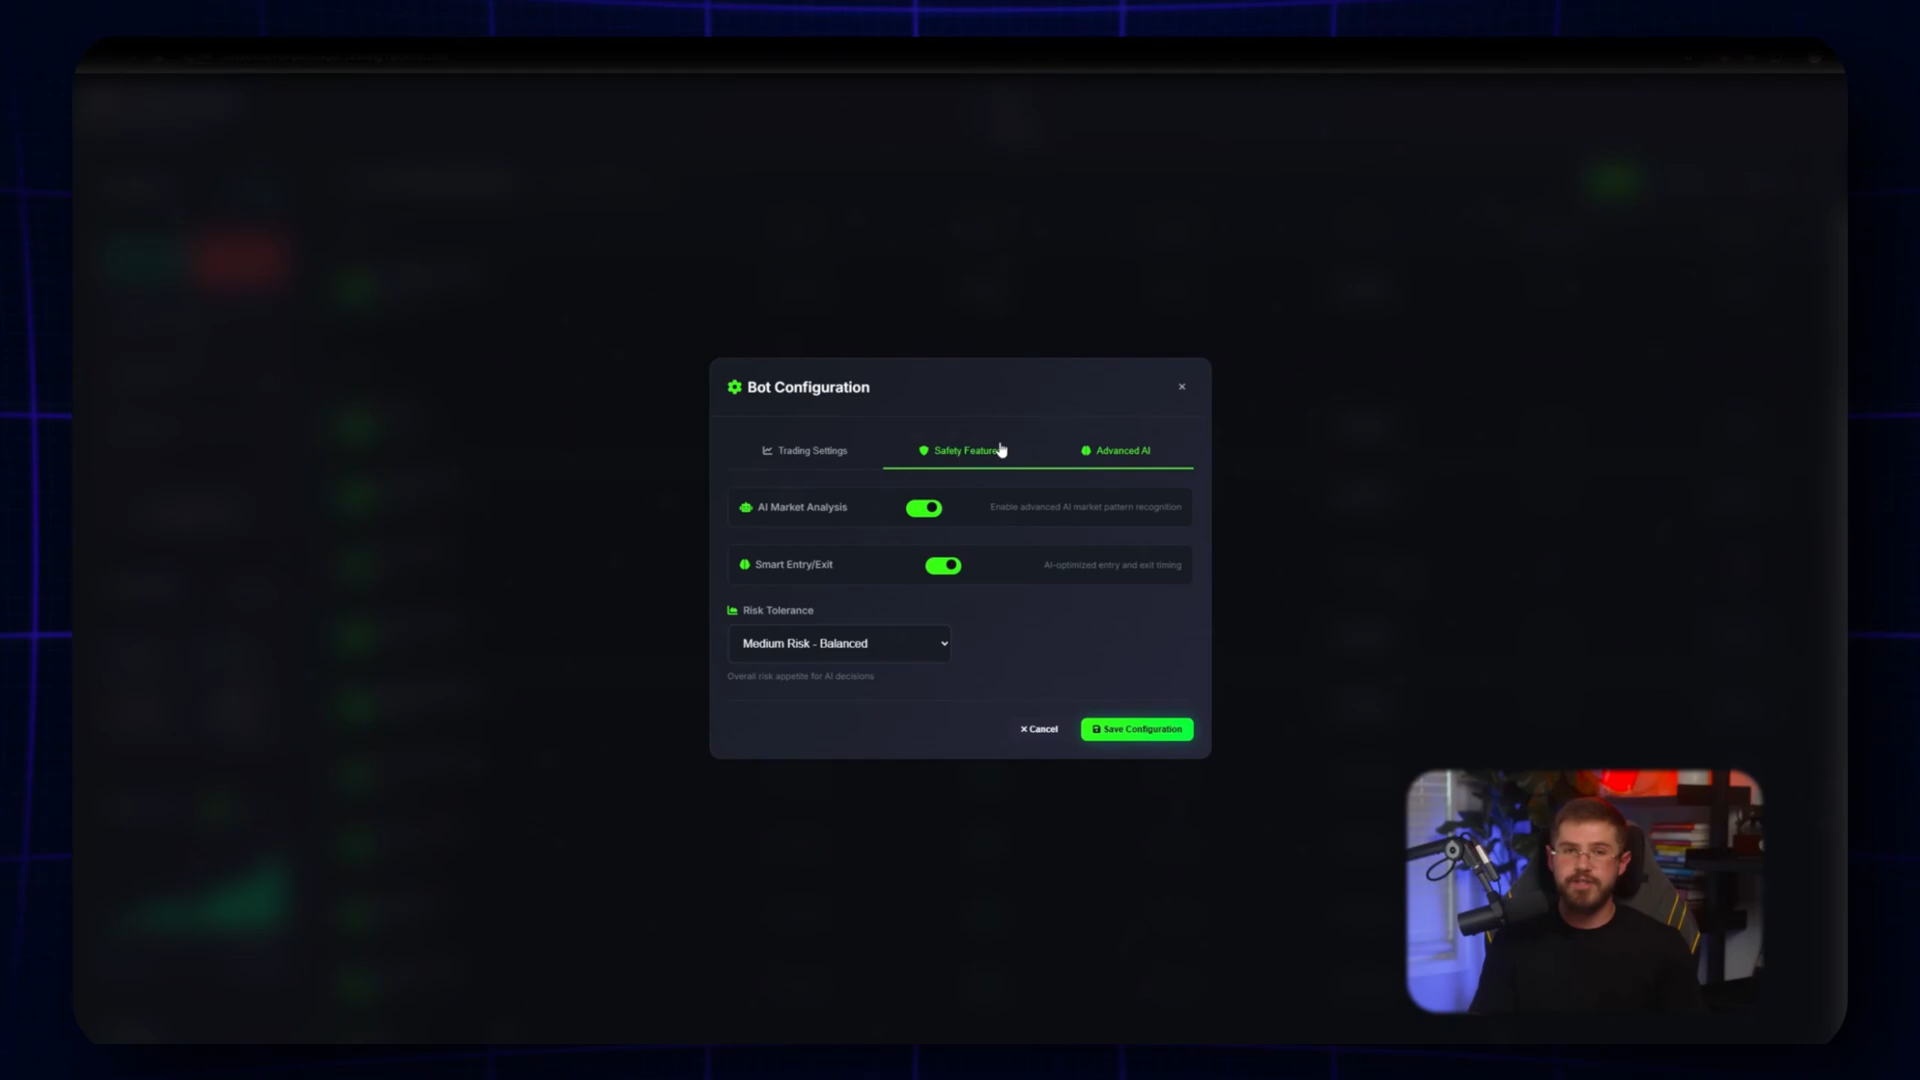 Bot Configuration
×
Trading Settings
Safety Feature
Advanced AI
AI Market Analysis
Enable advanced AI market pattern recognition
Smart Entry/Exit
AI-optimized entry and exit timing
Risk Tolerance
Medium Risk - Balanced
Overall risk appetite for AI decisions
× Cancel
Save Configuration